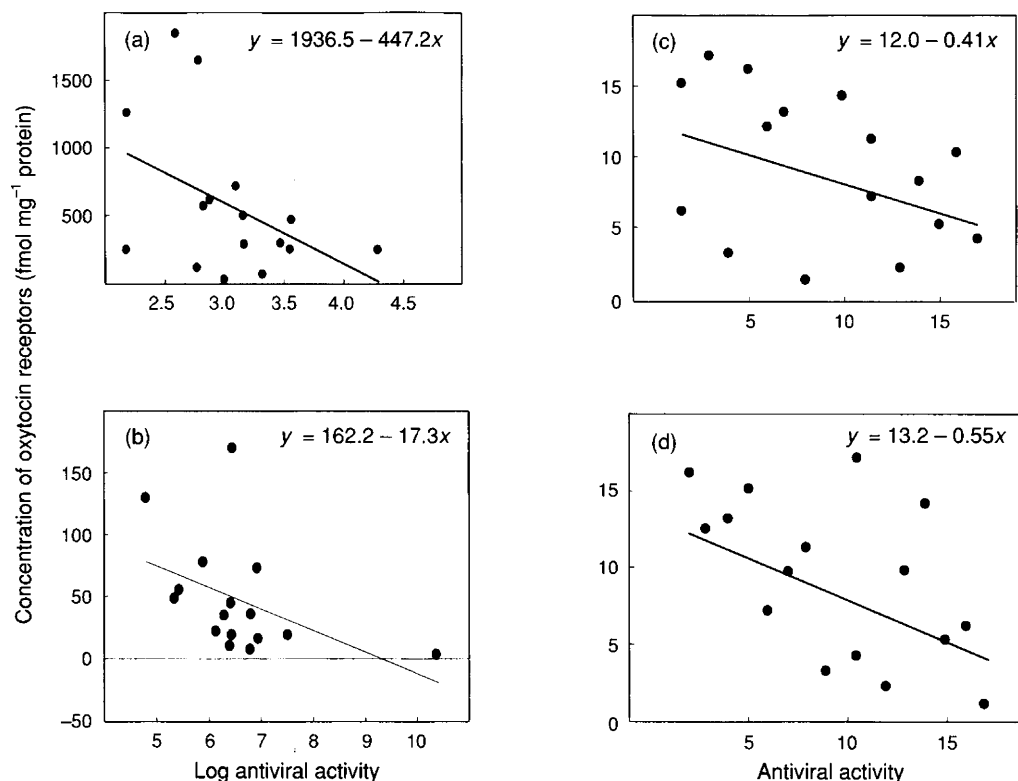 Concentration of oxytocin receptors (fmol mg⁻¹ protein)
(a)
y = 1936.5 – 447.2x
1500
1000
500
2.5 3.0 3.5 4.0 4.5
(c)
y = 12.0 – 0.41x
15
10
5
0
5 10 15
(b)
y = 162.2 – 17.3x
150
100
50
0
–50
5 6 7 8 9 10
Log antiviral activity
(d)
y = 13.2 – 0.55x
15
10
5
0
5 10 15
Antiviral activity